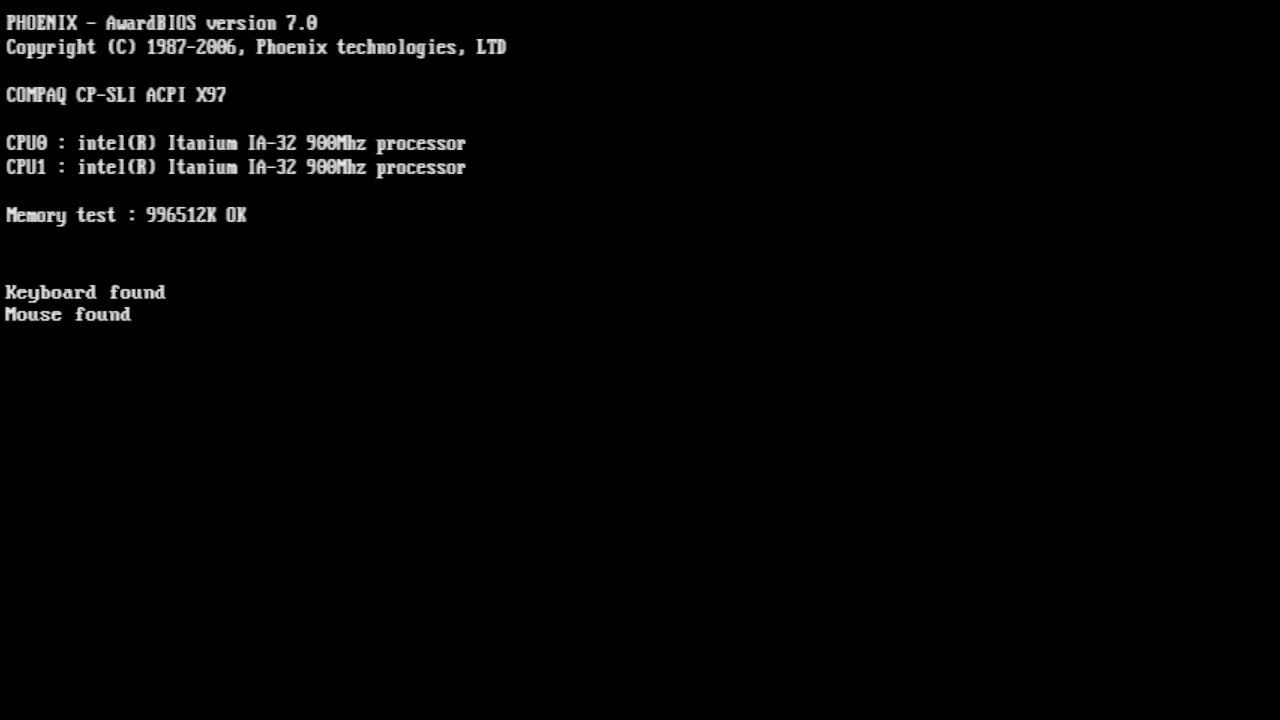 PHOENIX - AwardBIOS version 7.0
Copyright (C) 1987-2006, Phoenix technologies, LTD
COMPAQ CP-SLI ACPI X97
CPU0 : intel(R) Itanium IA-32 900Mhz processor
CPU1 : intel(R) Itanium IA-32 900Mhz processor
Memory test : 996512K OK
Keyboard found
Mouse found